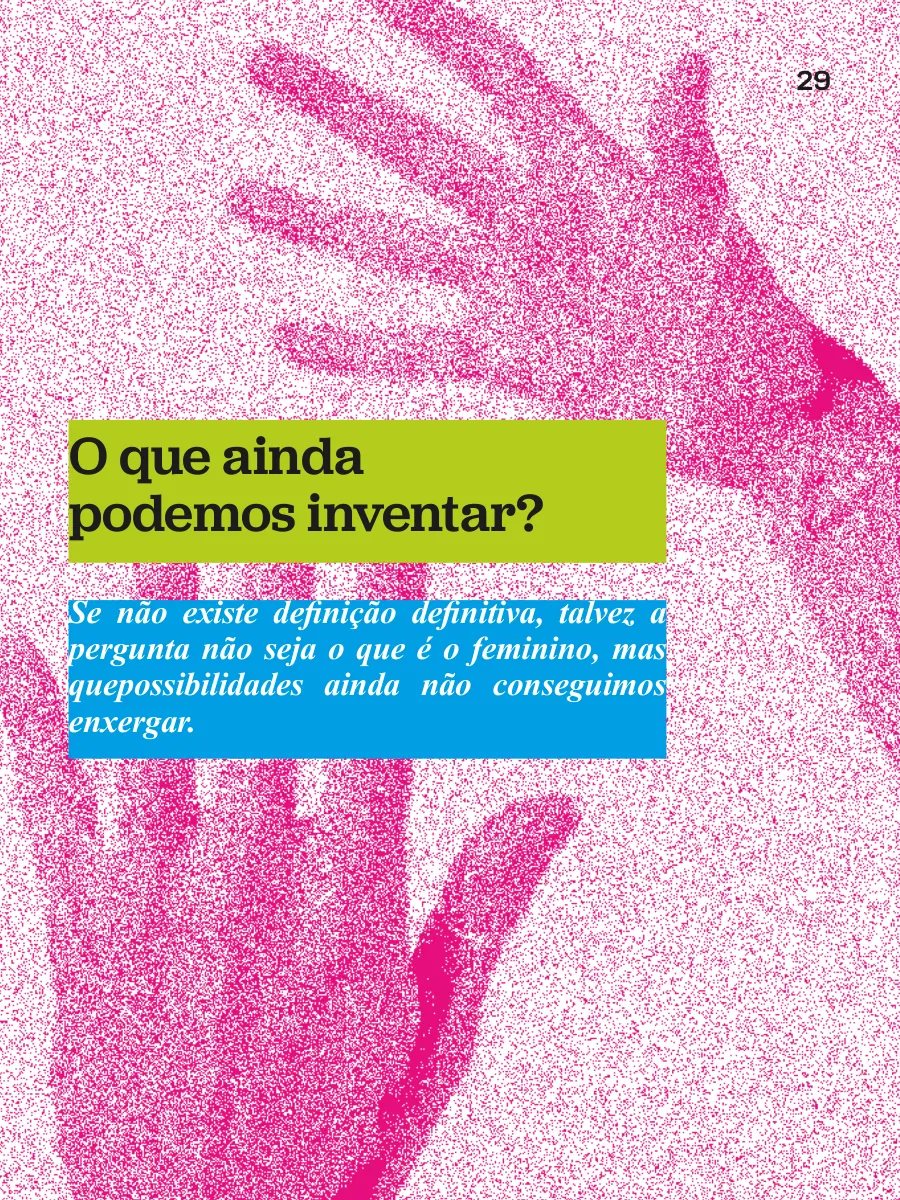 29
O que ainda
podemos inventar?
Se não existe definição definitiva, talvez a
pergunta não seja o que é o feminino, mas
quepossibilidades ainda não conseguimos
enxergar.